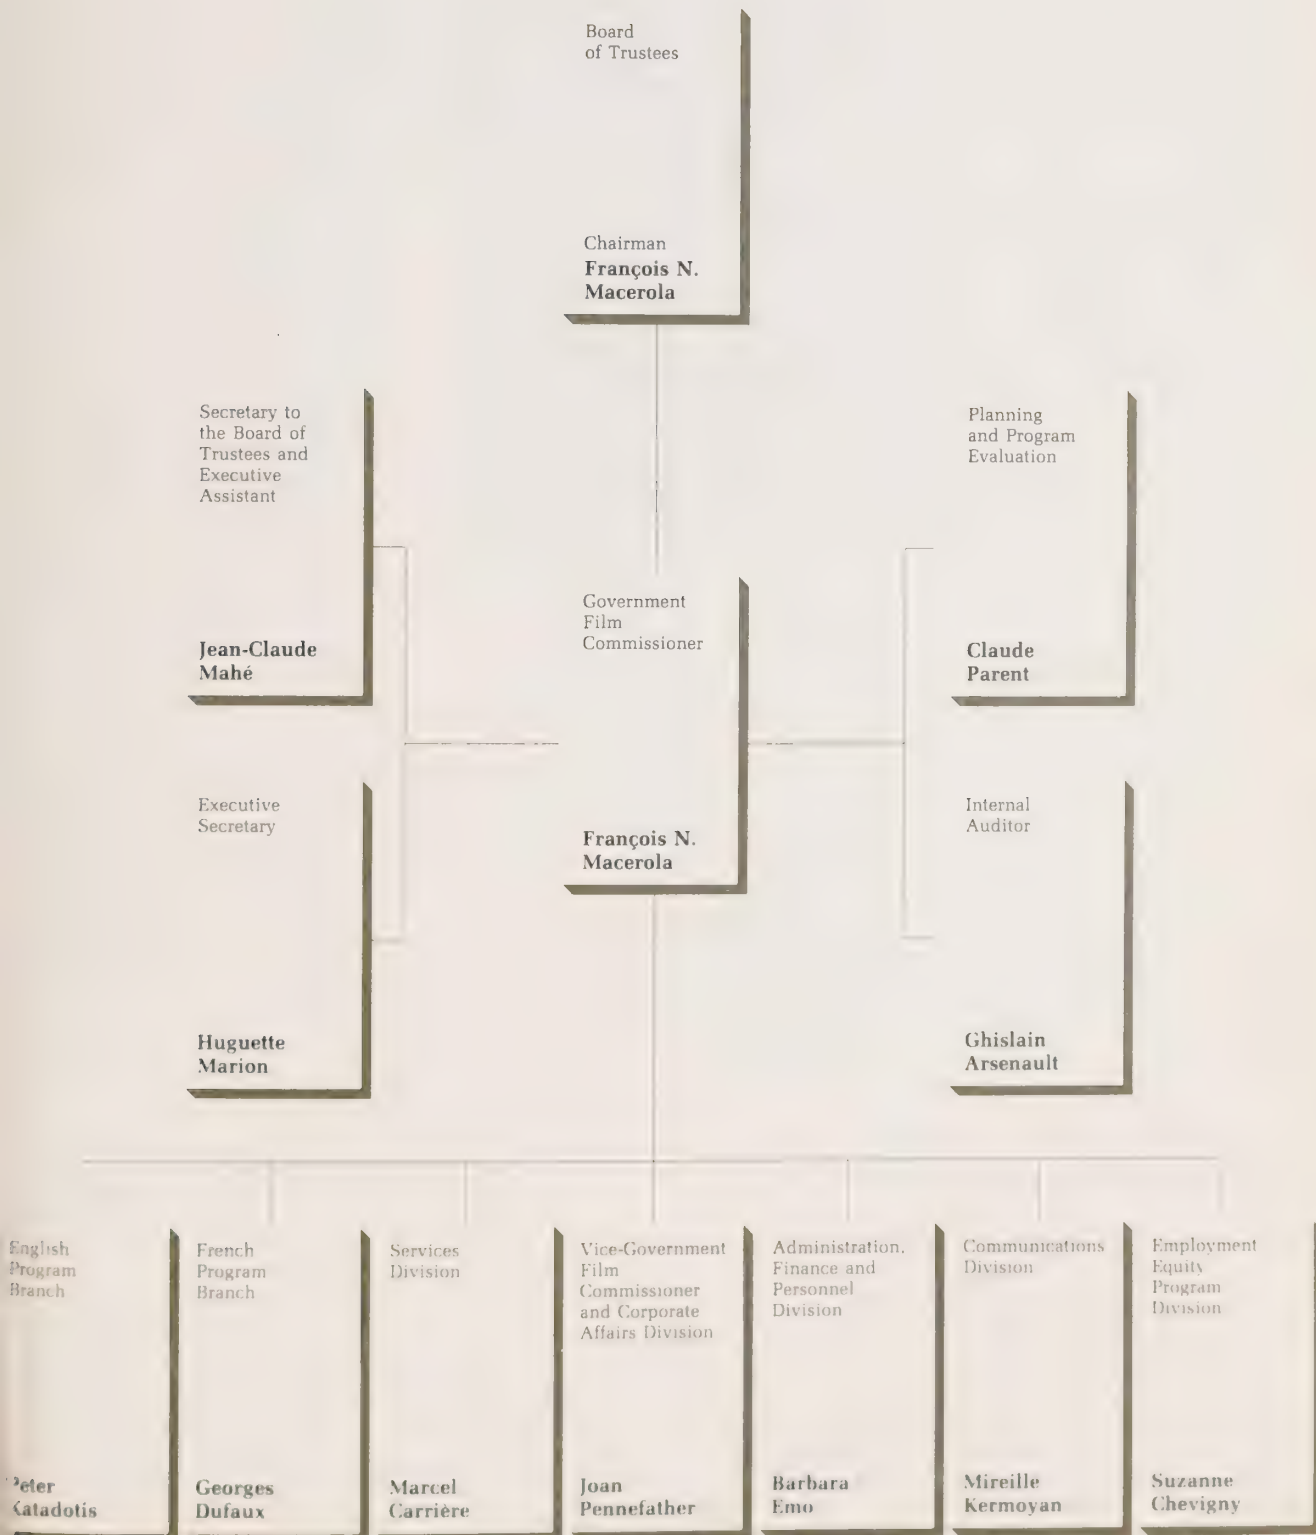 Board
of Trustees
Chairman
François N.
Macerola
Secretary to
the Board of
Trustees and
Executive
Assistant
Jean-Claude
Mahé
Planning
and Program
Evaluation
Claude
Parent
Government
Film
Commissioner
François N.
Macerola
Executive
Secretary
Huguette
Marion
Internal
Auditor
Ghislain
Arsenault
English
Program
Branch
Peter
Katadotis
French
Program
Branch
Georges
Dufaux
Services
Division
Marcel
Carrière
Vice-Government
Film
Commissioner
and Corporate
Affairs Division
Joan
Pennefather
Administration,
Finance and
Personnel
Division
Barbara
Emo
Communications
Division
Mireille
Kermoyan
Employment
Equity
Program
Division
Suzanne
Chevigny